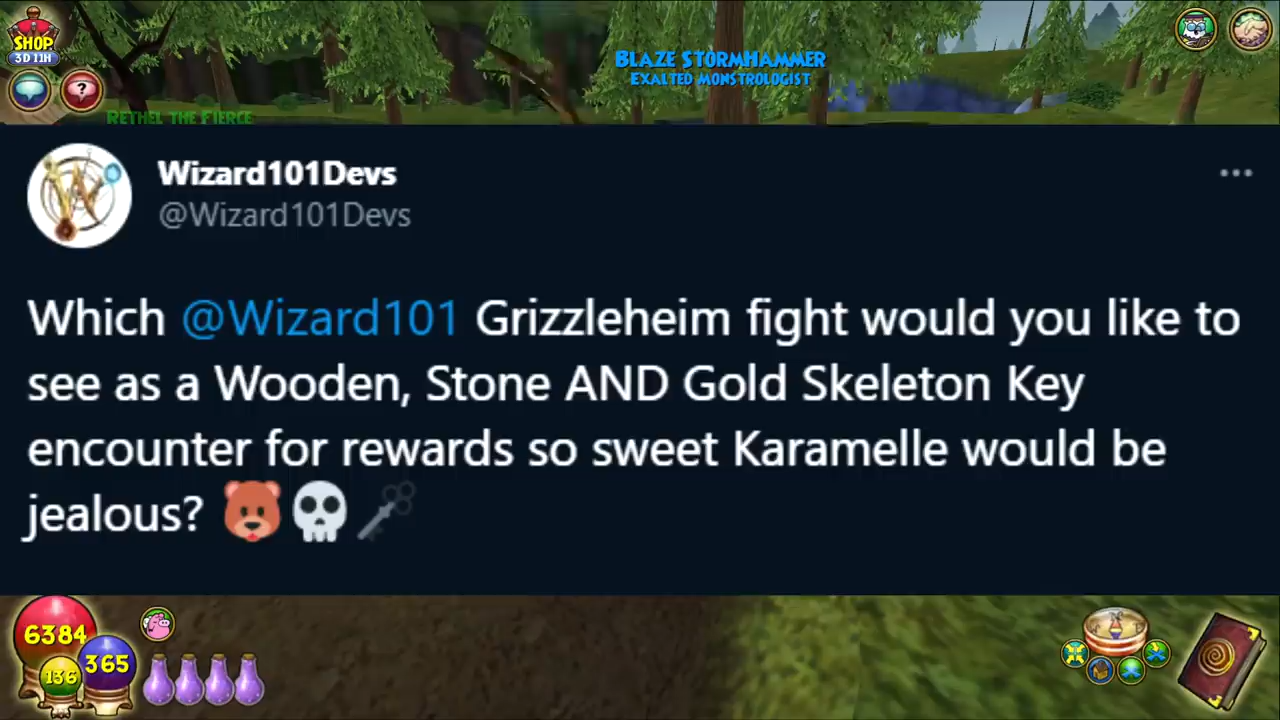 SHOP
3D 11H
BLAZE STORMHAMMER
EXALTED MONSTROLOGIST
RETHEL THE FIERCE
Wizard101Devs
@Wizard101Devs
Which @Wizard101 Grizzleheim fight would you like to
see as a Wooden, Stone AND Gold Skeleton Key
encounter for rewards so sweet Karamelle would be
jealous? 🐻💀🗝
6384
365
136